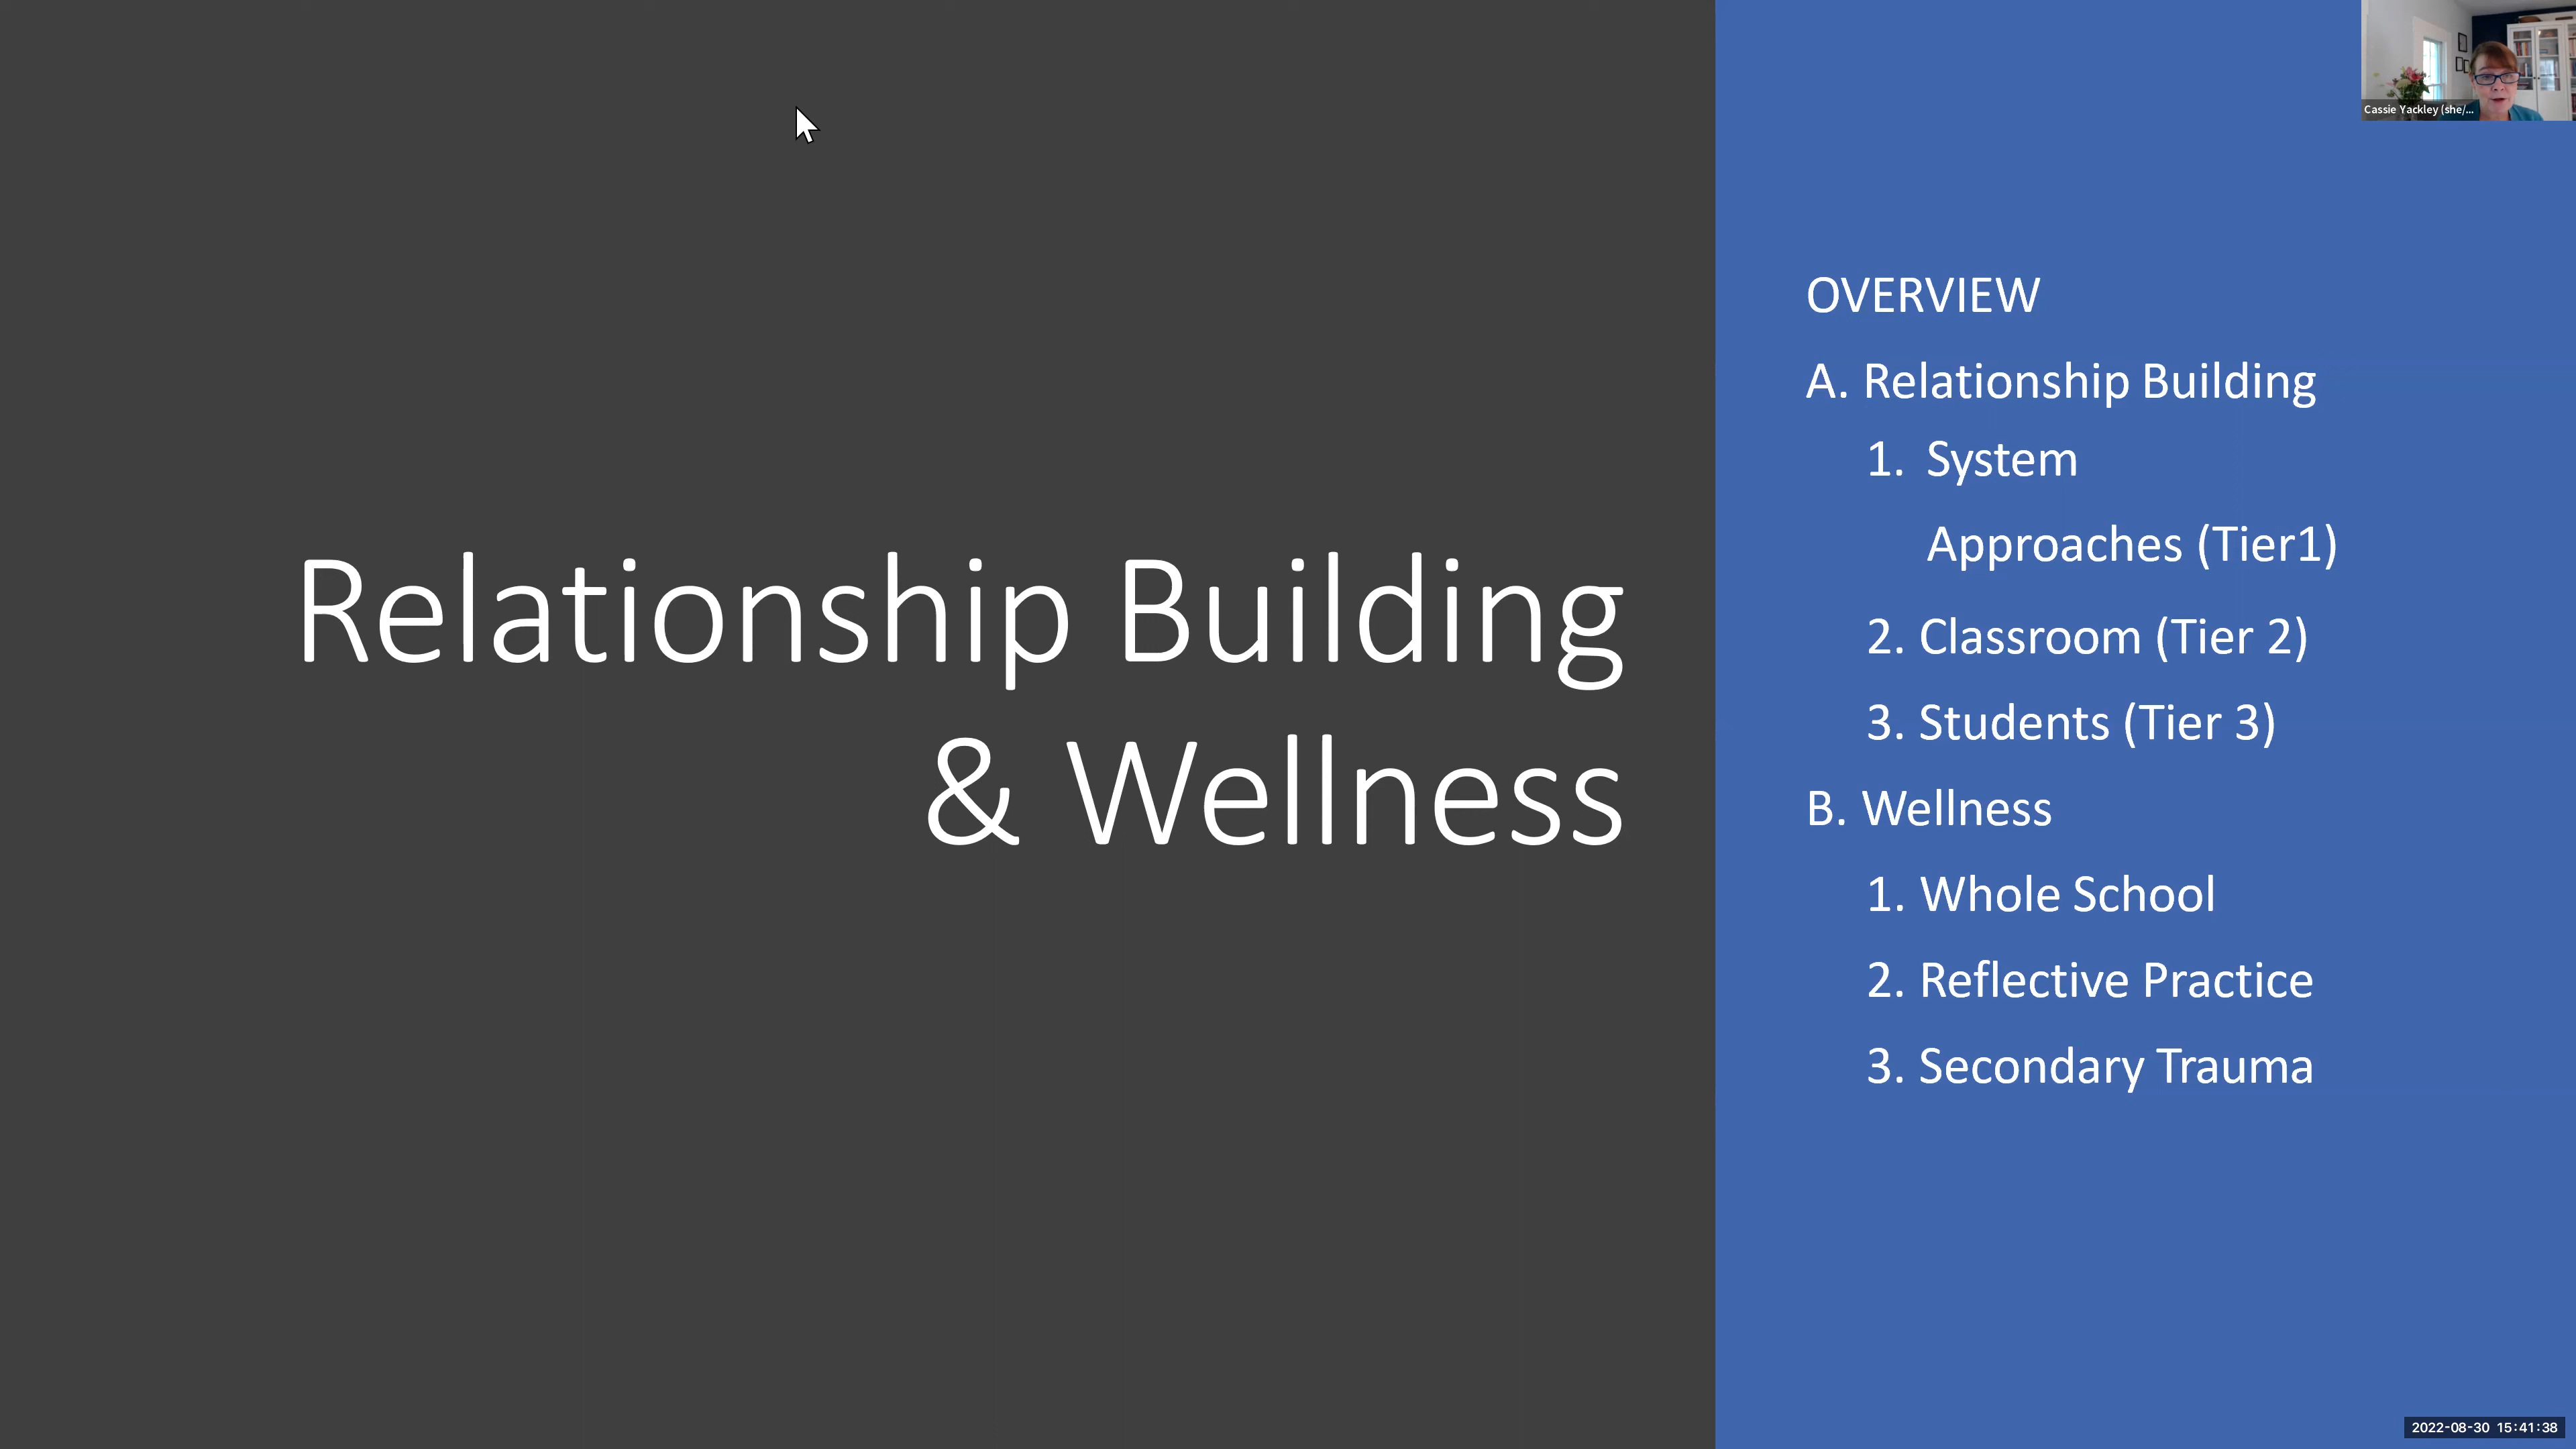 Relationship Building
& Wellness
OVERVIEW
A. Relationship Building
1. System
Approaches (Tier1)
2. Classroom (Tier 2)
3. Students (Tier 3)
B. Wellness
1. Whole School
2. Reflective Practice
3. Secondary Trauma
Cassie Yackley (she/...
2022-08-30 15:41:38